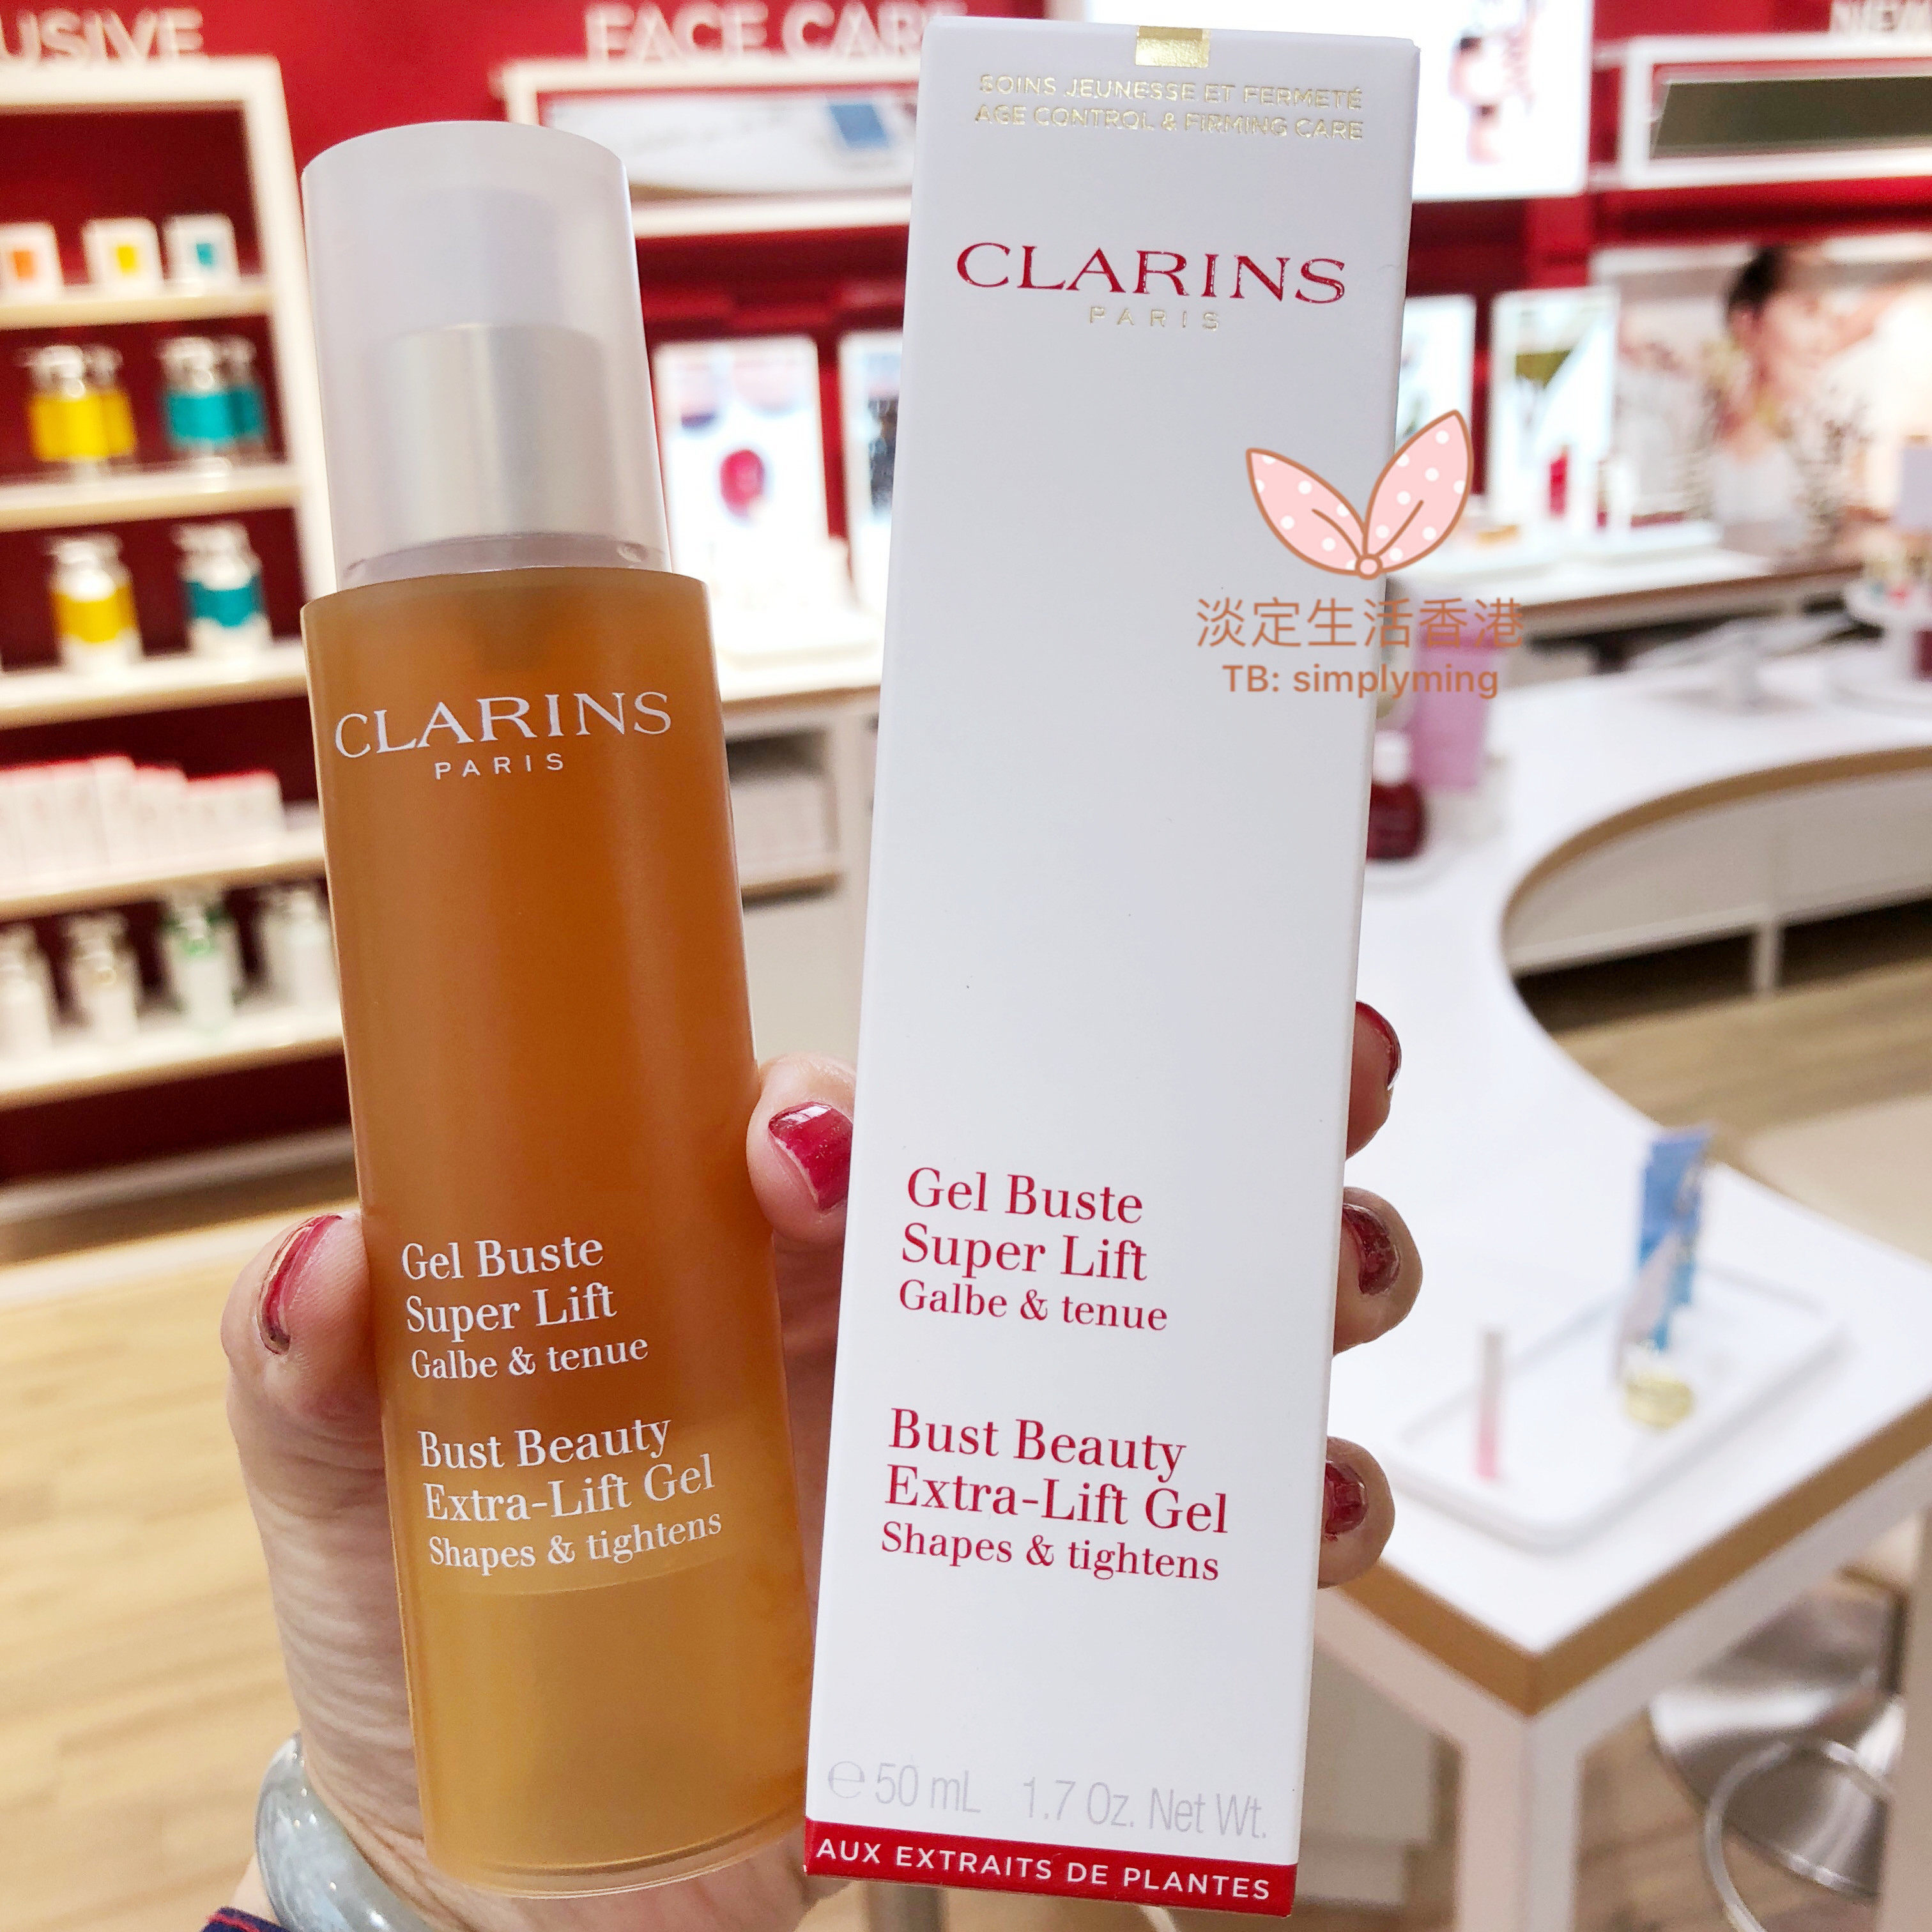 USIVE
FACE CARE
NEW
SOINS JEUNESSE ET FERMETÉ
AGE CONTROL & FIRMING CARE
CLARINS
PARIS
淡定生活香港
TB: simplyming
CLARINS
PARIS
Gel Buste
Super Lift
Galbe & tenue
Bust Beauty
Extra-Lift Gel
Shapes & tightens
Gel Buste
Super Lift
Galbe & tenue
Bust Beauty
Extra-Lift Gel
Shapes & tightens
℮ 50 mL 1.7 Oz. Net Wt.
AUX EXTRAITS DE PLANTES